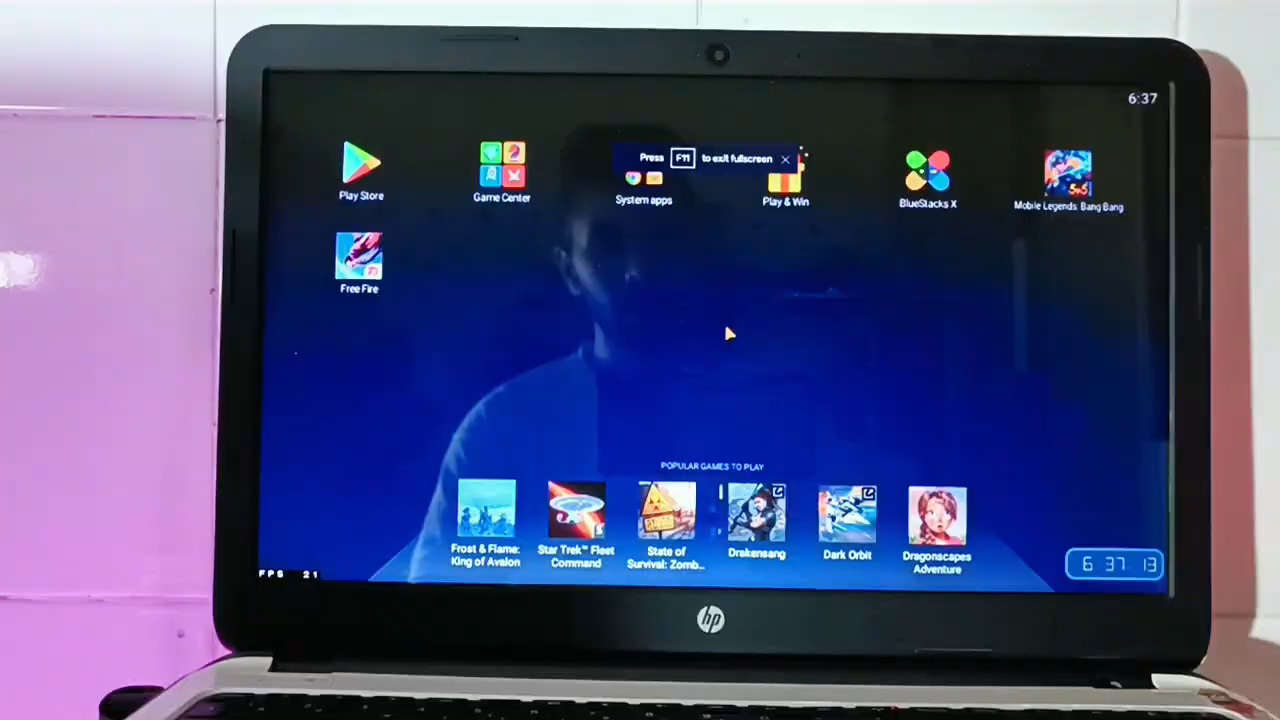 6:37
Press F11 to exit fullscreen
Play Store
Game Center
System apps
Play & Win
BlueStacks X
Mobile Legends: Bang Bang
5v5
Free Fire
POPULAR GAMES TO PLAY
Frost & Flame:
King of Avalon
Star Trek™ Fleet
Command
State of
Survival: Zomb...
Drakensang
Dark Orbit
Dragonscapes
Adventure
FPS 21
6 37 13
hp